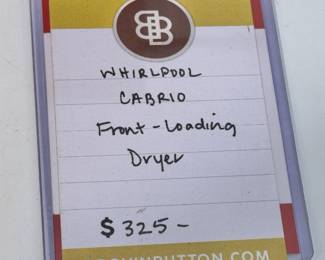 WHIRLPOOL
CABRIO
Front-Loading
Dryer
$325-